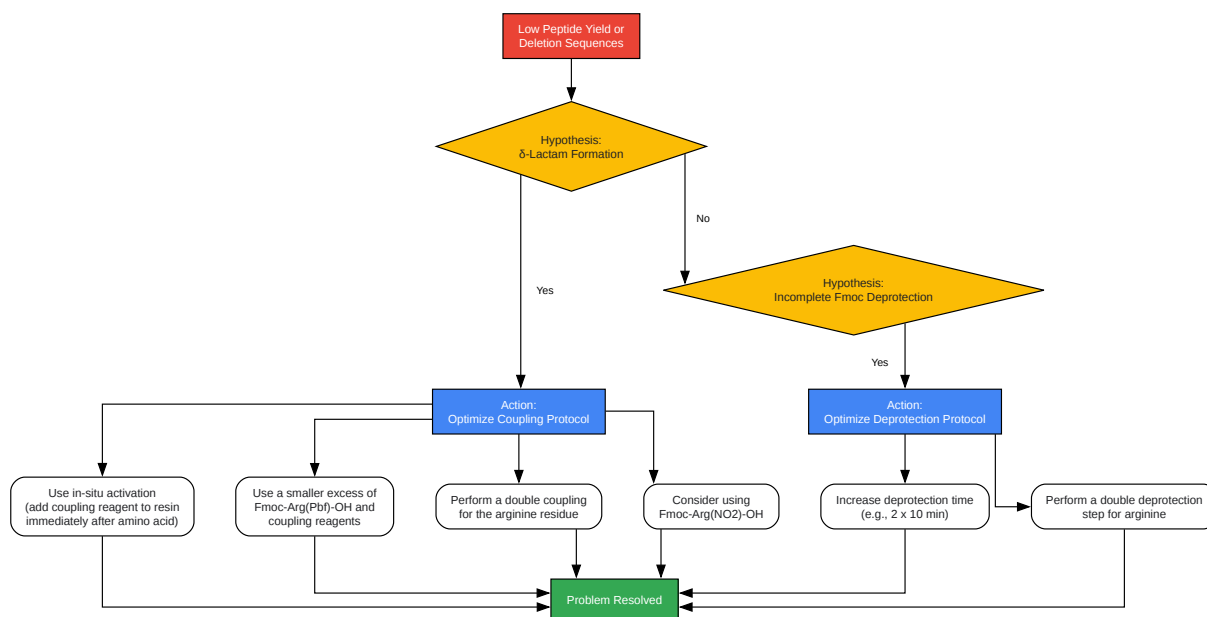 Low Peptide Yield or
Deletion Sequences
Hypothesis:
δ-Lactam Formation
No
Hypothesis:
Incomplete Fmoc Deprotection
Yes
Yes
Action:
Optimize Coupling Protocol
Action:
Optimize Deprotection Protocol
Use in-situ activation
(add coupling reagent to resin
immediately after amino acid)
Use a smaller excess of
Fmoc-Arg(Pbf)-OH and
coupling reagents
Perform a double coupling
for the arginine residue
Consider using
Fmoc-Arg(NO2)-OH
Increase deprotection time
(e.g., 2 x 10 min)
Perform a double deprotection
step for arginine
Problem Resolved